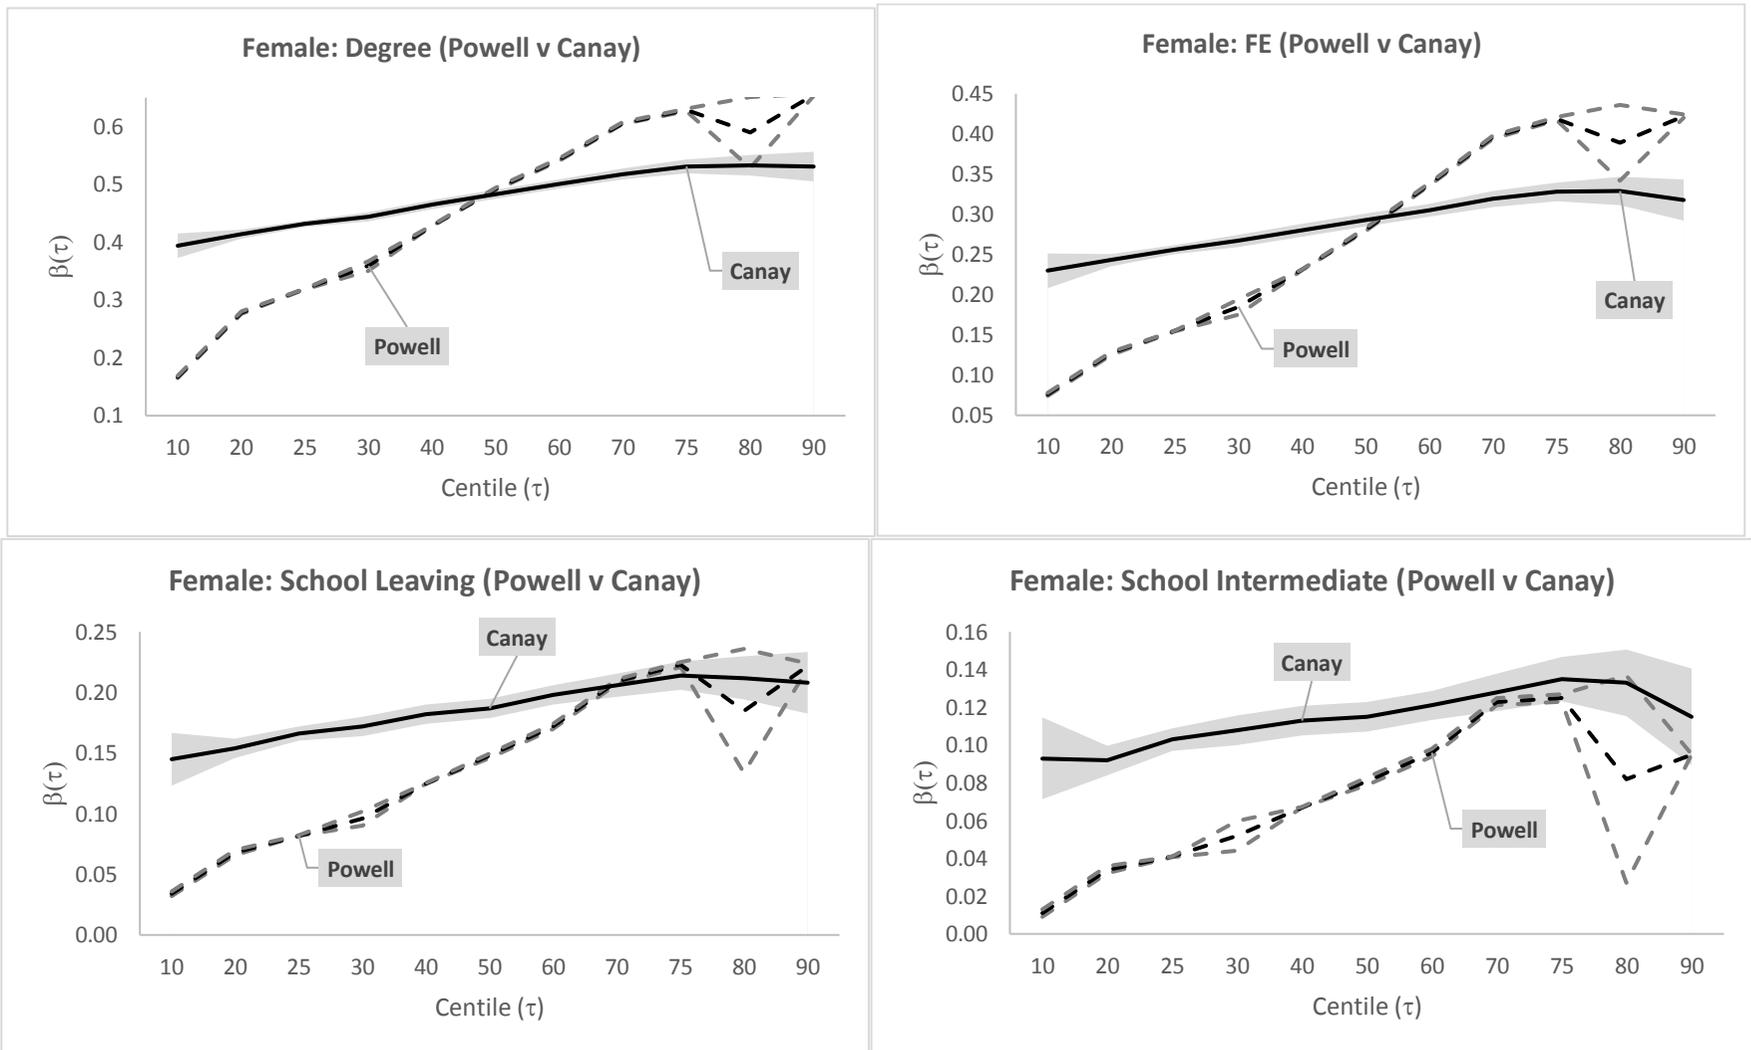 Female: Degree (Powell v Canay)
0.6
0.5
0.4
0.3
0.2
0.1
β(τ)
Canay
Powell
10 20 25 30 40 50 60 70 75 80 90
Centile (τ)
Female: FE (Powell v Canay)
0.45
0.40
0.35
0.30
0.25
0.20
0.15
0.10
0.05
β(τ)
Canay
Powell
10 20 25 30 40 50 60 70 75 80 90
Centile (τ)
Female: School Leaving (Powell v Canay)
0.25
0.20
0.15
0.10
0.05
0.00
β(τ)
Canay
Powell
10 20 25 30 40 50 60 70 75 80 90
Centile (τ)
Female: School Intermediate (Powell v Canay)
0.16
0.14
0.12
0.10
0.08
0.06
0.04
0.02
0.00
β(τ)
Canay
Powell
10 20 25 30 40 50 60 70 75 80 90
Centile (τ)